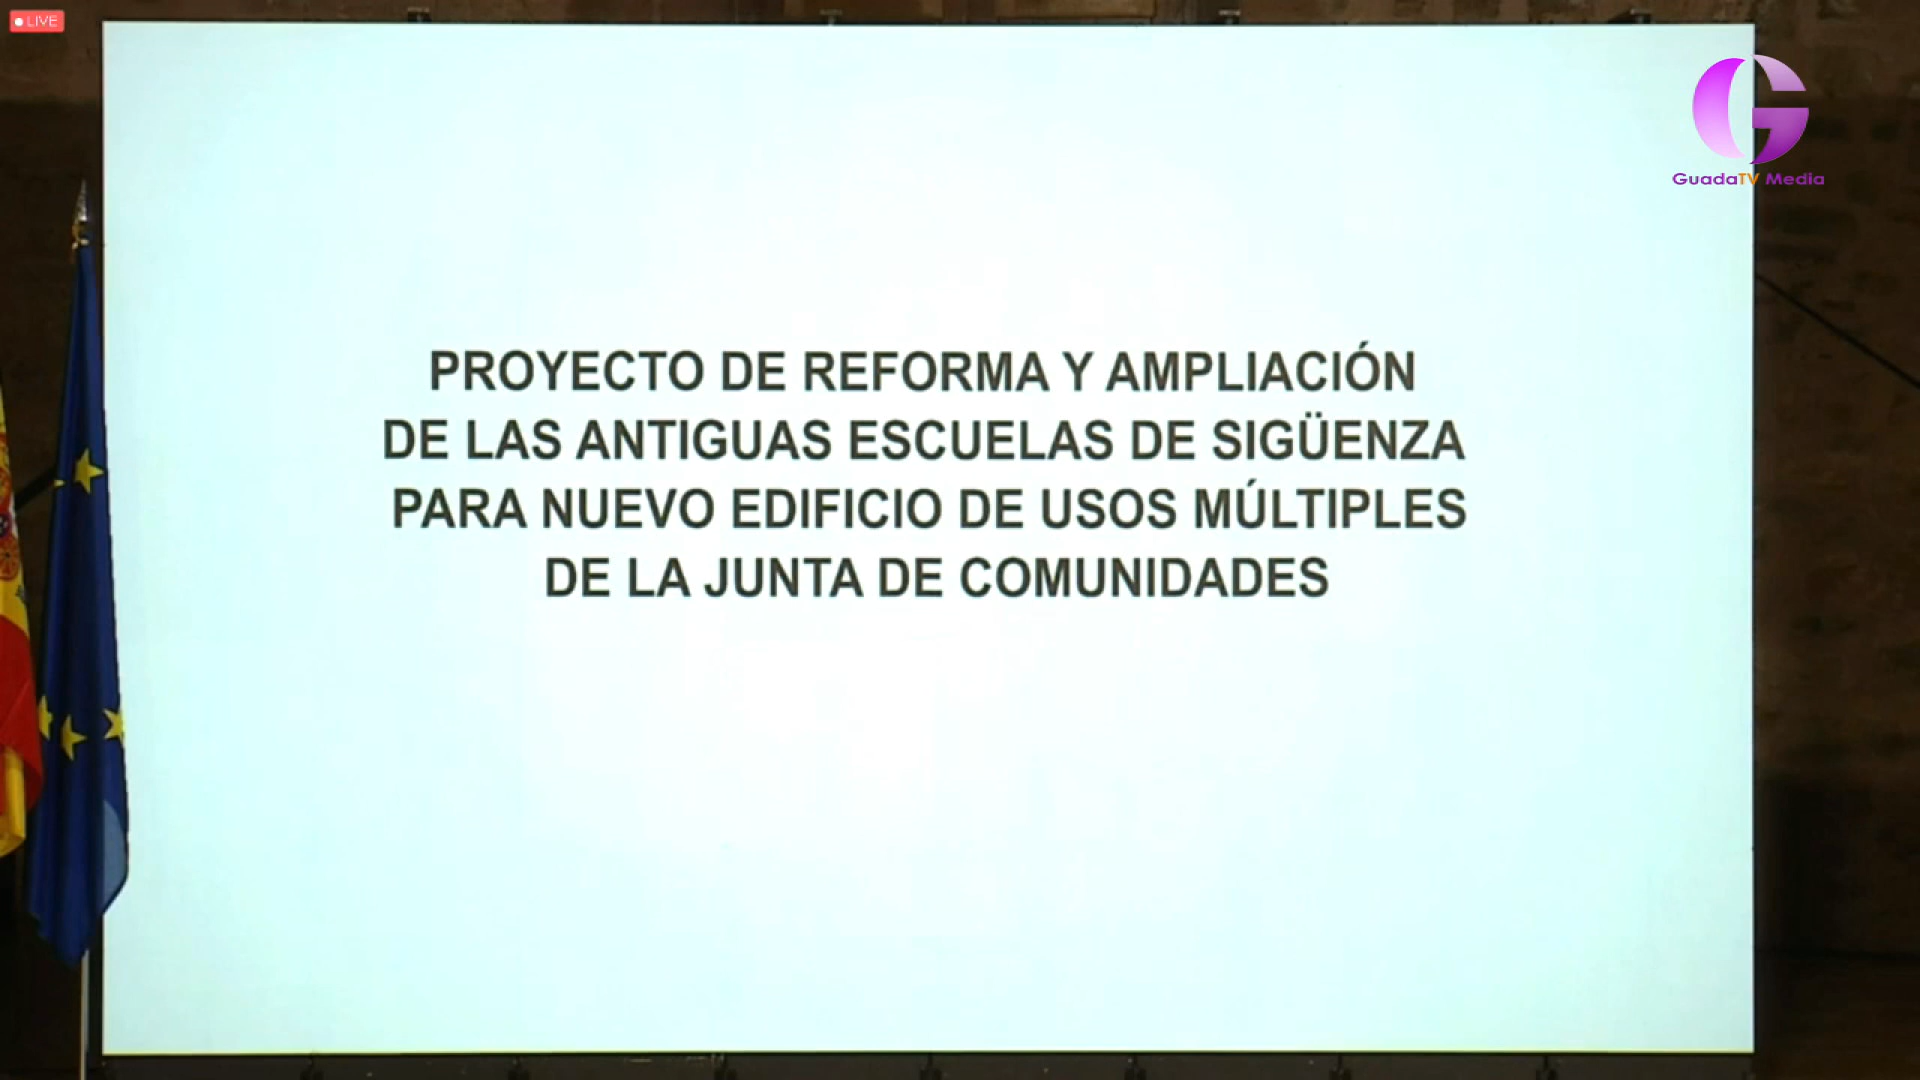 LIVE
GuadaTV Media
PROYECTO DE REFORMA Y AMPLIACIÓN
DE LAS ANTIGUAS ESCUELAS DE SIGÜENZA
PARA NUEVO EDIFICIO DE USOS MÚLTIPLES
DE LA JUNTA DE COMUNIDADES